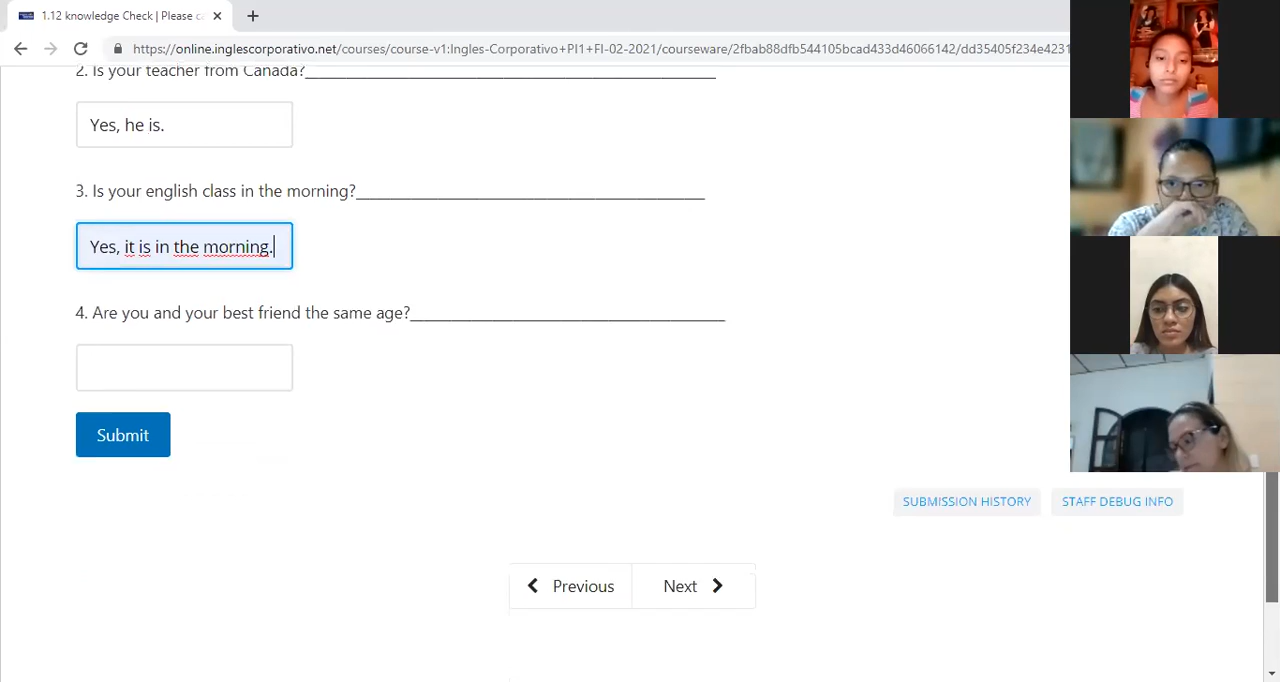 1.12 knowledge Check | Please c
https://online.inglescorporativo.net/courses/course-v1:Ingles-Corporativo+PI1+FI-02-2021/courseware/2fbab88dfb544105bcad433d46066142/dd35405f234e4231
2. Is your teacher from Canada?
Yes, he is.
3. Is your english class in the morning?
Yes, it is in the morning.
4. Are you and your best friend the same age?
Submit
SUBMISSION HISTORY STAFF DEBUG INFO
Previous Next